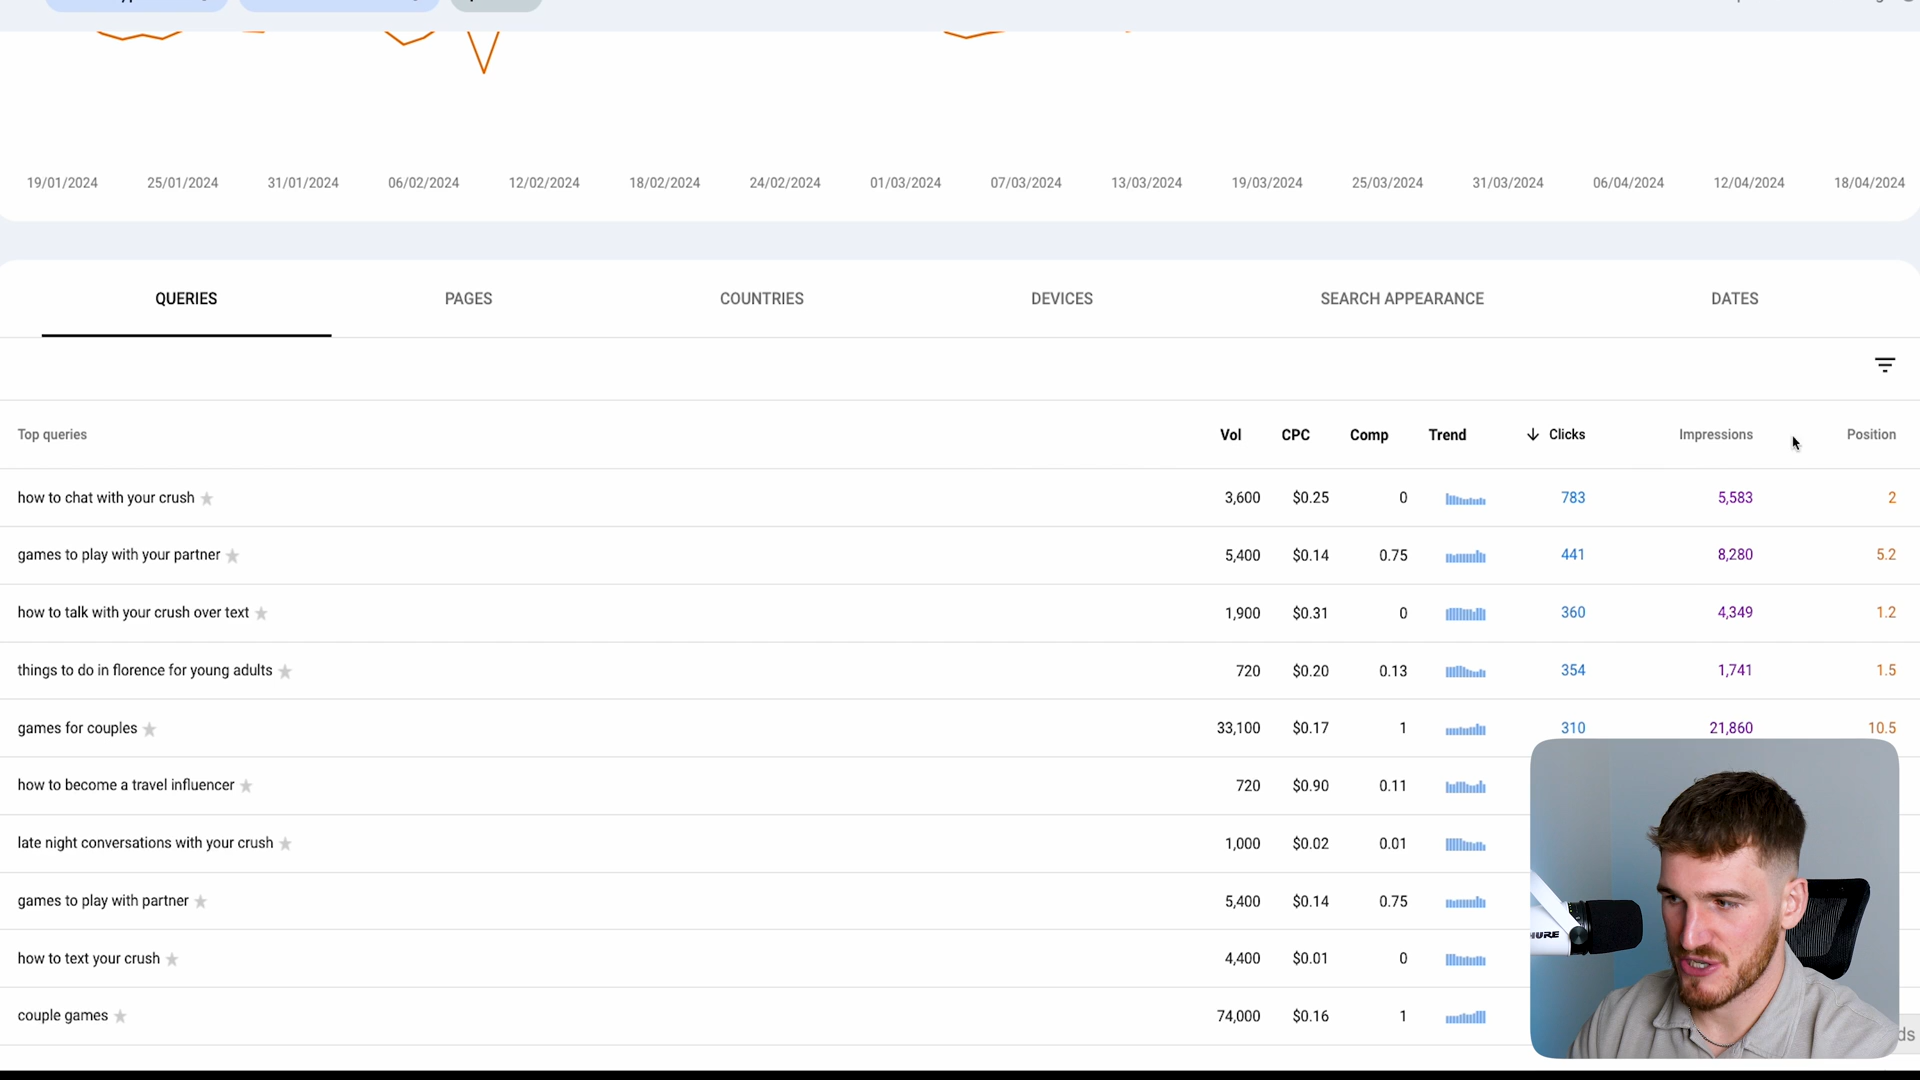 19/01/2024 25/01/2024 31/01/2024 06/02/2024 12/02/2024 18/02/2024 24/02/2024 01/03/2024 07/03/2024 13/03/2024 19/03/2024 25/03/2024 31/03/2024 06/04/2024 12/04/2024 18/04/2024
QUERIES PAGES COUNTRIES DEVICES SEARCH APPEARANCE DATES
Top queries Vol CPC Comp Trend Clicks Impressions Position
how to chat with your crush 3,600 $0.25 0 783 5,583 2
games to play with your partner 5,400 $0.14 0.75 441 8,280 5.2
how to talk with your crush over text 1,900 $0.31 0 360 4,349 1.2
things to do in florence for young adults 720 $0.20 0.13 354 1,741 1.5
games for couples 33,100 $0.17 1 310 21,860 10.5
how to become a travel influencer 720 $0.90 0.11
late night conversations with your crush 1,000 $0.02 0.01
games to play with partner 5,400 $0.14 0.75
HURE
how to text your crush 4,400 $0.01 0
couple games 74,000 $0.16 1
ds